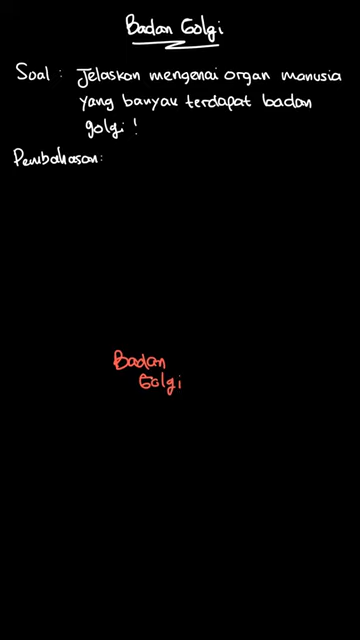 Badan Golgi
Soal : Jelaskan mengenai organ manusia
yang banyak terdapat badan
golgi !
Pembahasan :
Badan
Golgi